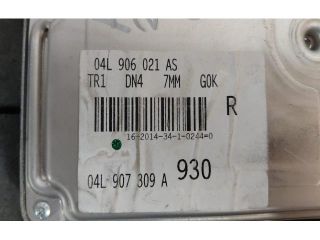 04L 906 021 AS
TR1 DN4 7MM G0K
R
16-2014-34-1-0244=0
04L 907 309 A 930